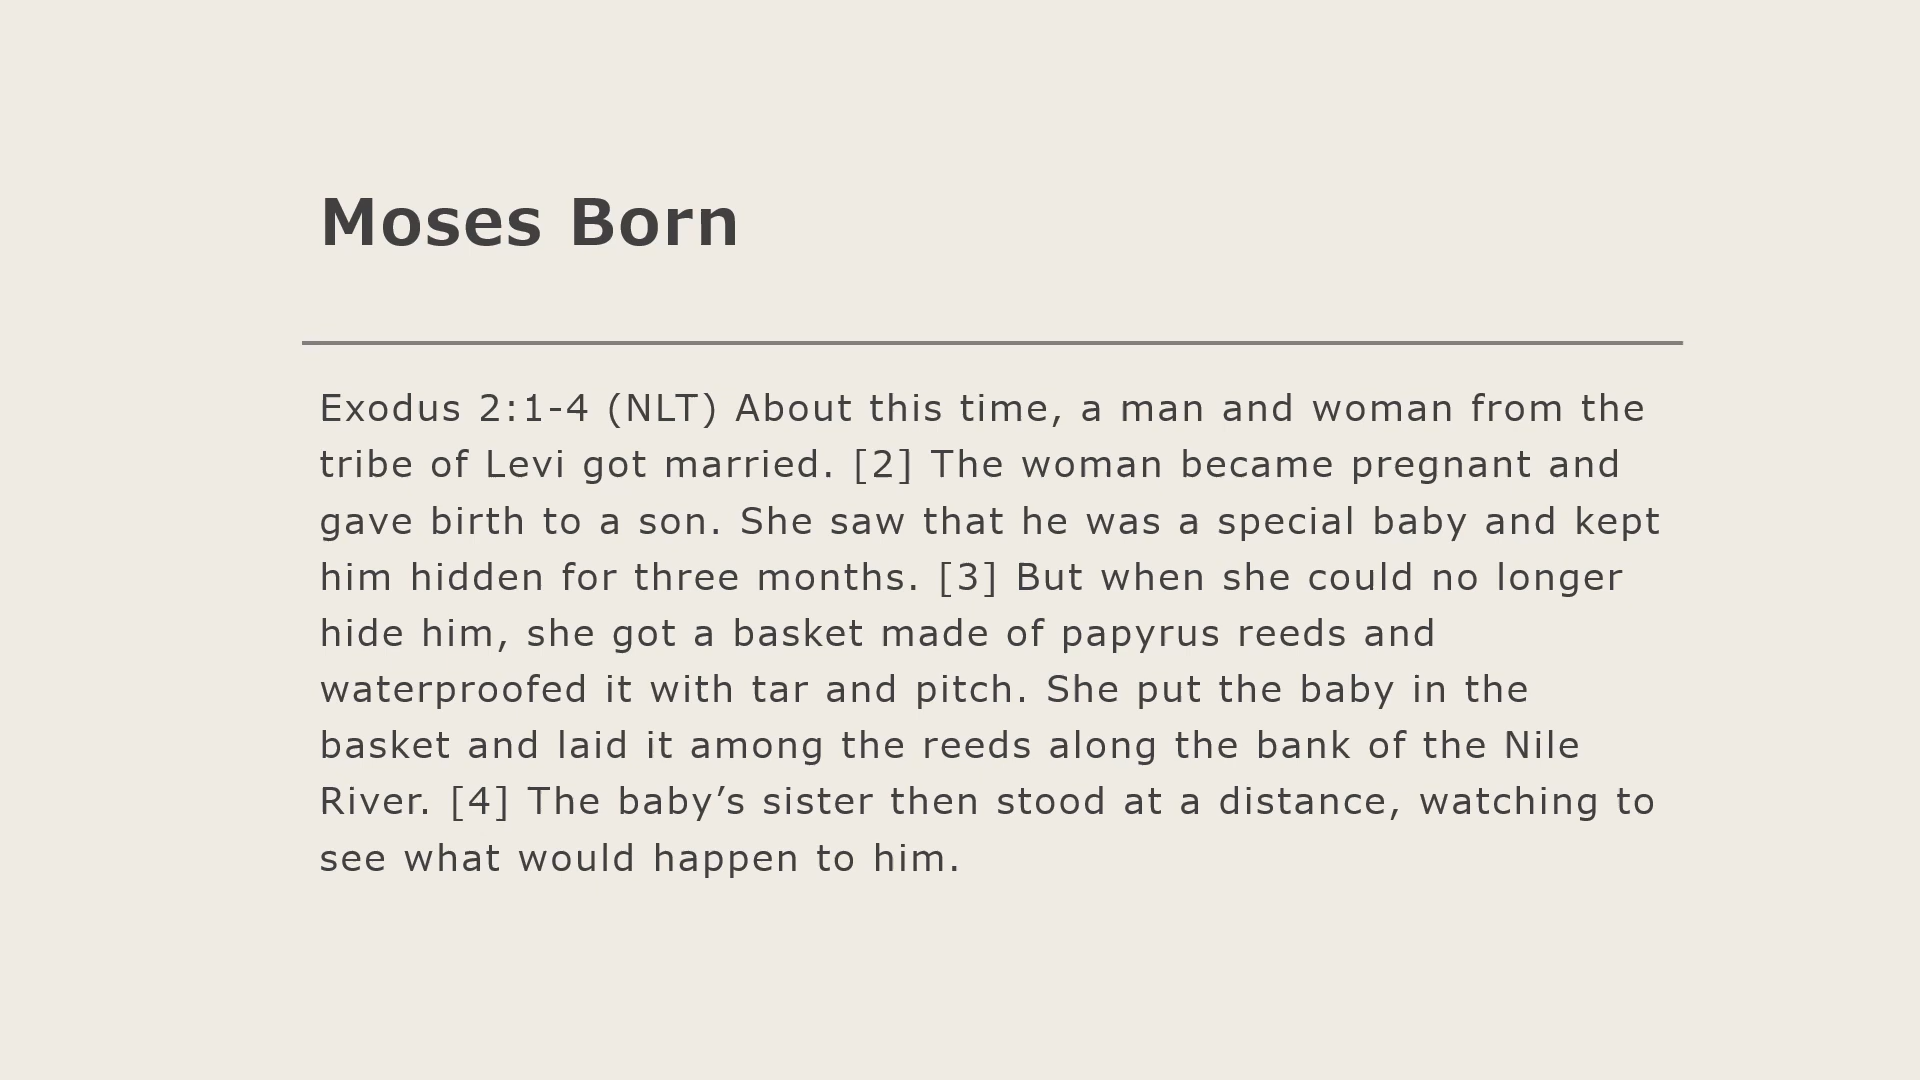 Moses Born
Exodus 2:1-4 (NLT) About this time, a man and woman from the
tribe of Levi got married. [2] The woman became pregnant and
gave birth to a son. She saw that he was a special baby and kept
him hidden for three months. [3] But when she could no longer
hide him, she got a basket made of papyrus reeds and
waterproofed it with tar and pitch. She put the baby in the
basket and laid it among the reeds along the bank of the Nile
River. [4] The baby’s sister then stood at a distance, watching to
see what would happen to him.